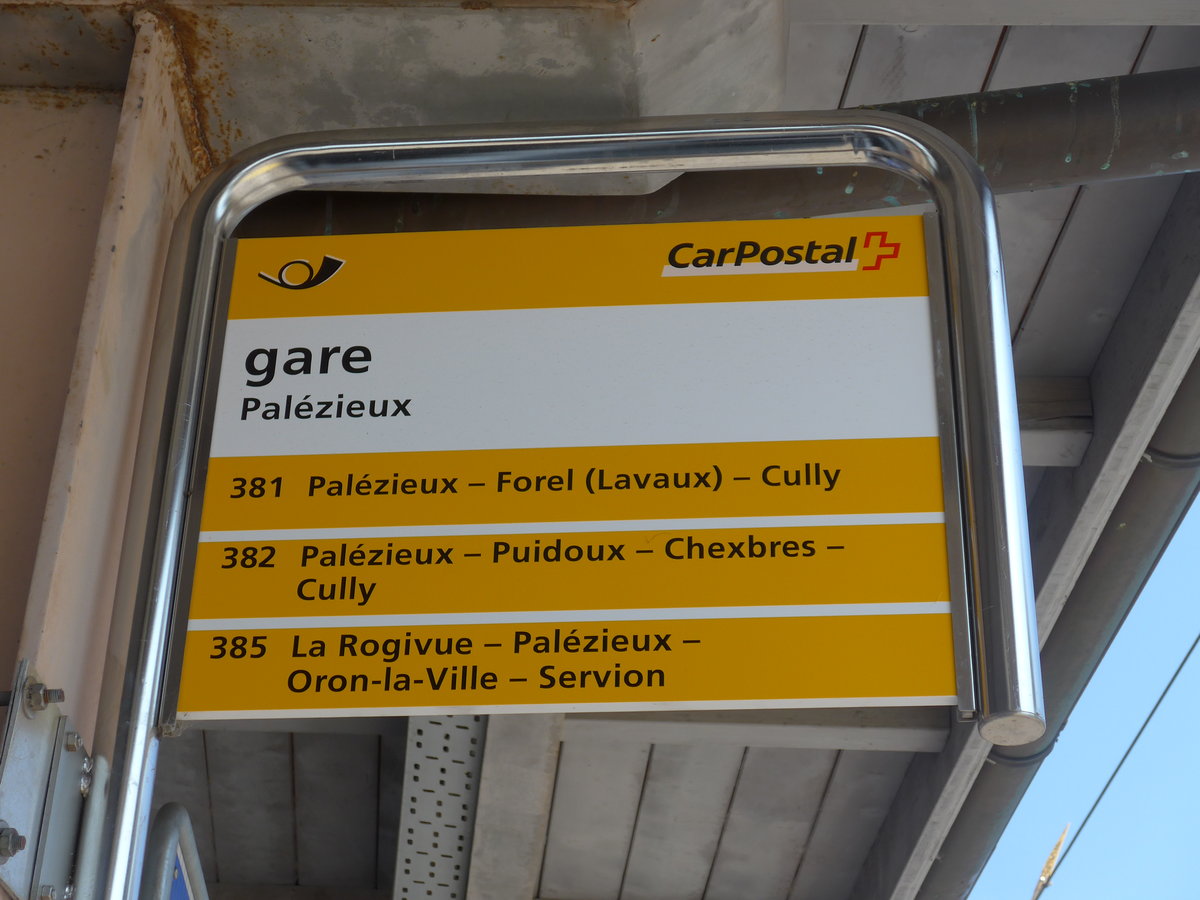 CarPostal
gare
Palézieux
381 Palézieux – Forel (Lavaux) – Cully
382 Palézieux – Puidoux – Chexbres –
Cully
385 La Rogivue – Palézieux –
Oron-la-Ville – Servion